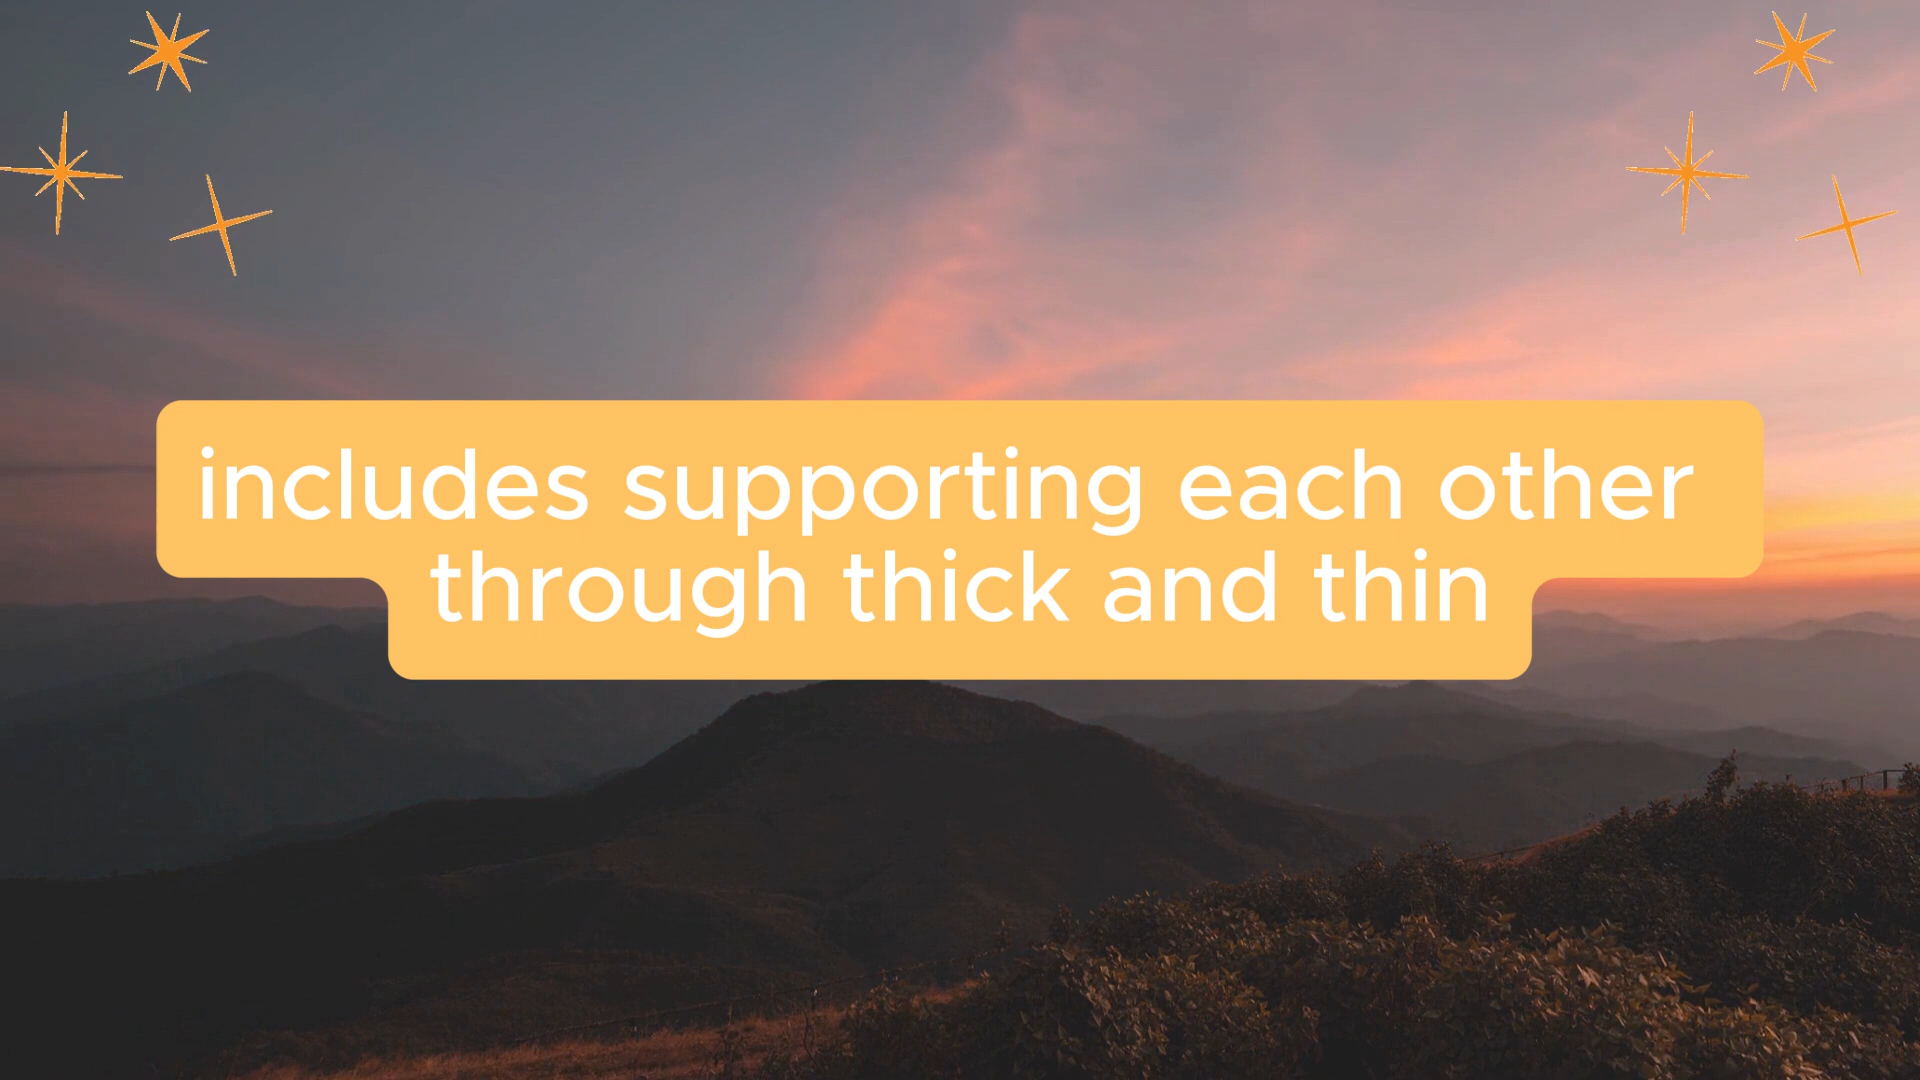 includes supporting each other
through thick and thin